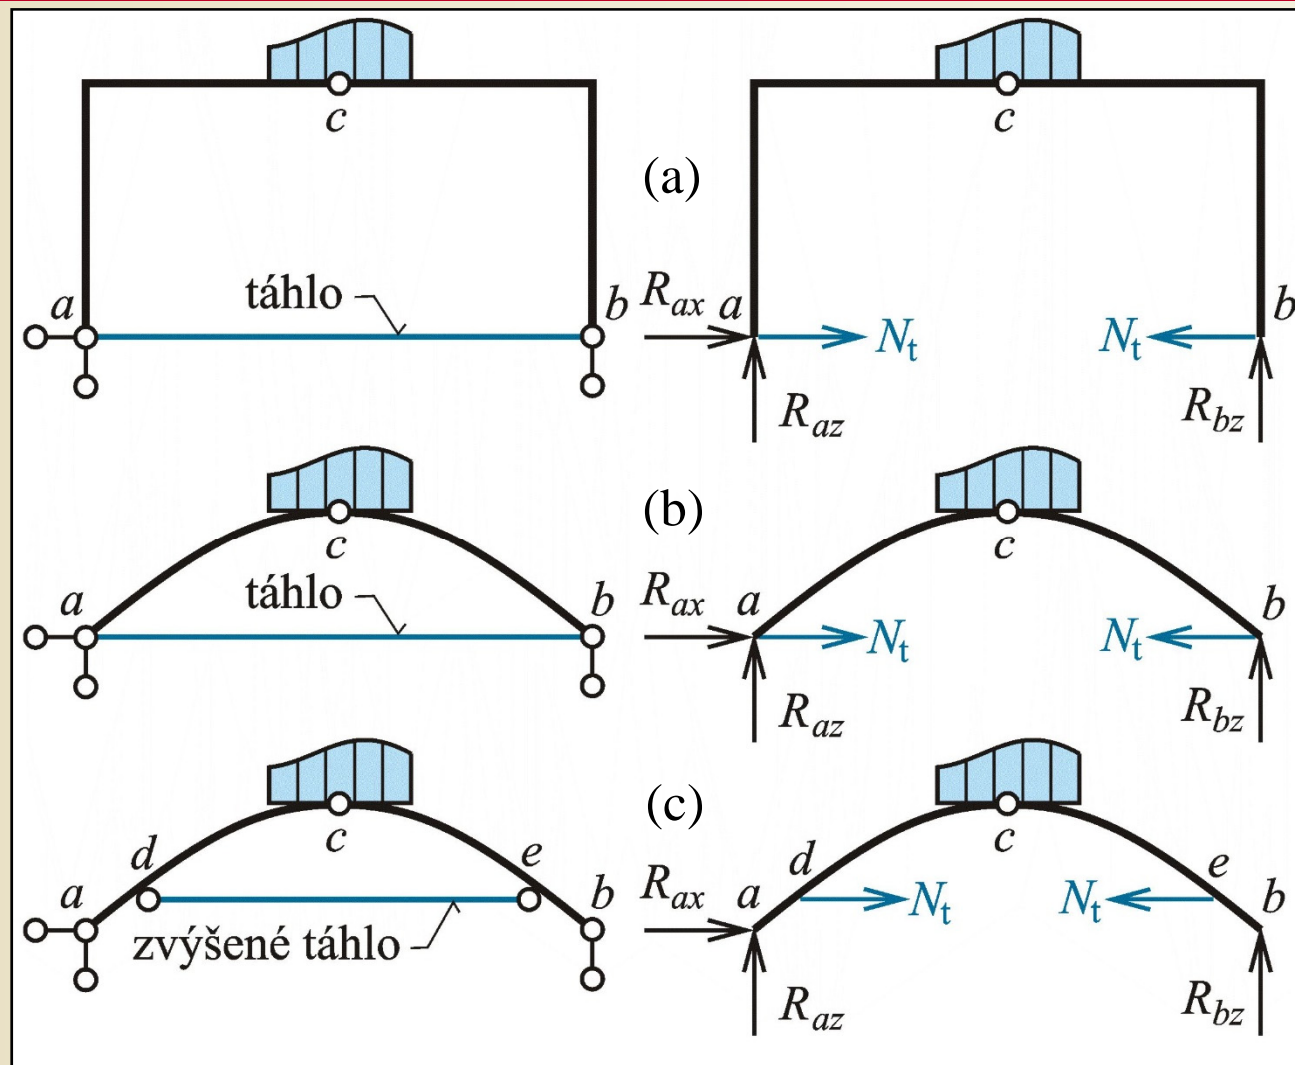 c c
(a)
a táhlo b R_ax a b
N_t N_t
R_az R_bz
(b)
c c
a táhlo b R_ax a b
N_t N_t
R_az R_bz
(c)
c c
d e d e
a b R_ax a N_t N_t b
zvýšené táhlo
R_az R_bz